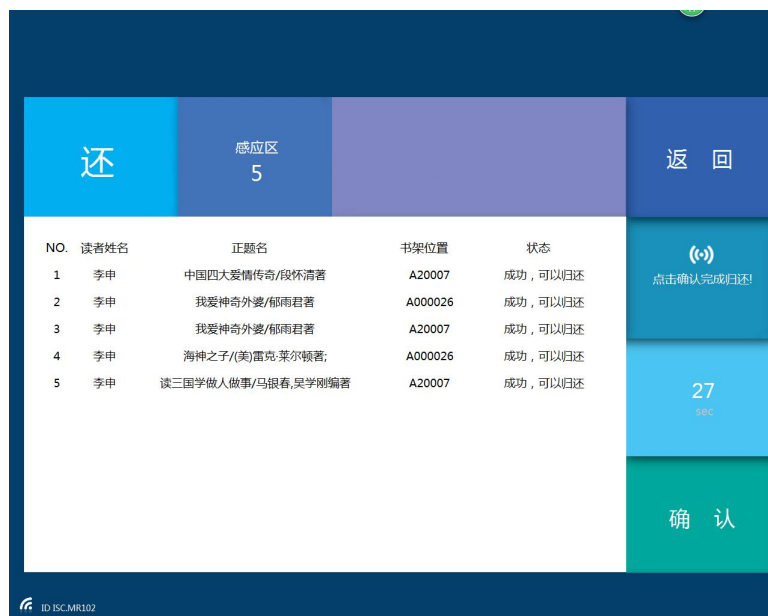 还
感应区
5
返 回
NO. 读者姓名 正题名 书架位置 状态
1 李申 中国四大爱情传奇/段怀清著 A20007 成功，可以归还
2 李申 我爱神奇外婆/郁雨君著 A000026 成功，可以归还
3 李申 我爱神奇外婆/郁雨君著 A20007 成功，可以归还
4 李申 海神之子/(美)雷克·莱尔顿著; A000026 成功，可以归还
5 李申 读三国学做人做事/马银春,吴学刚编著 A20007 成功，可以归还
点击确认完成归还!
27
sec
确 认
ID ISC.MR102